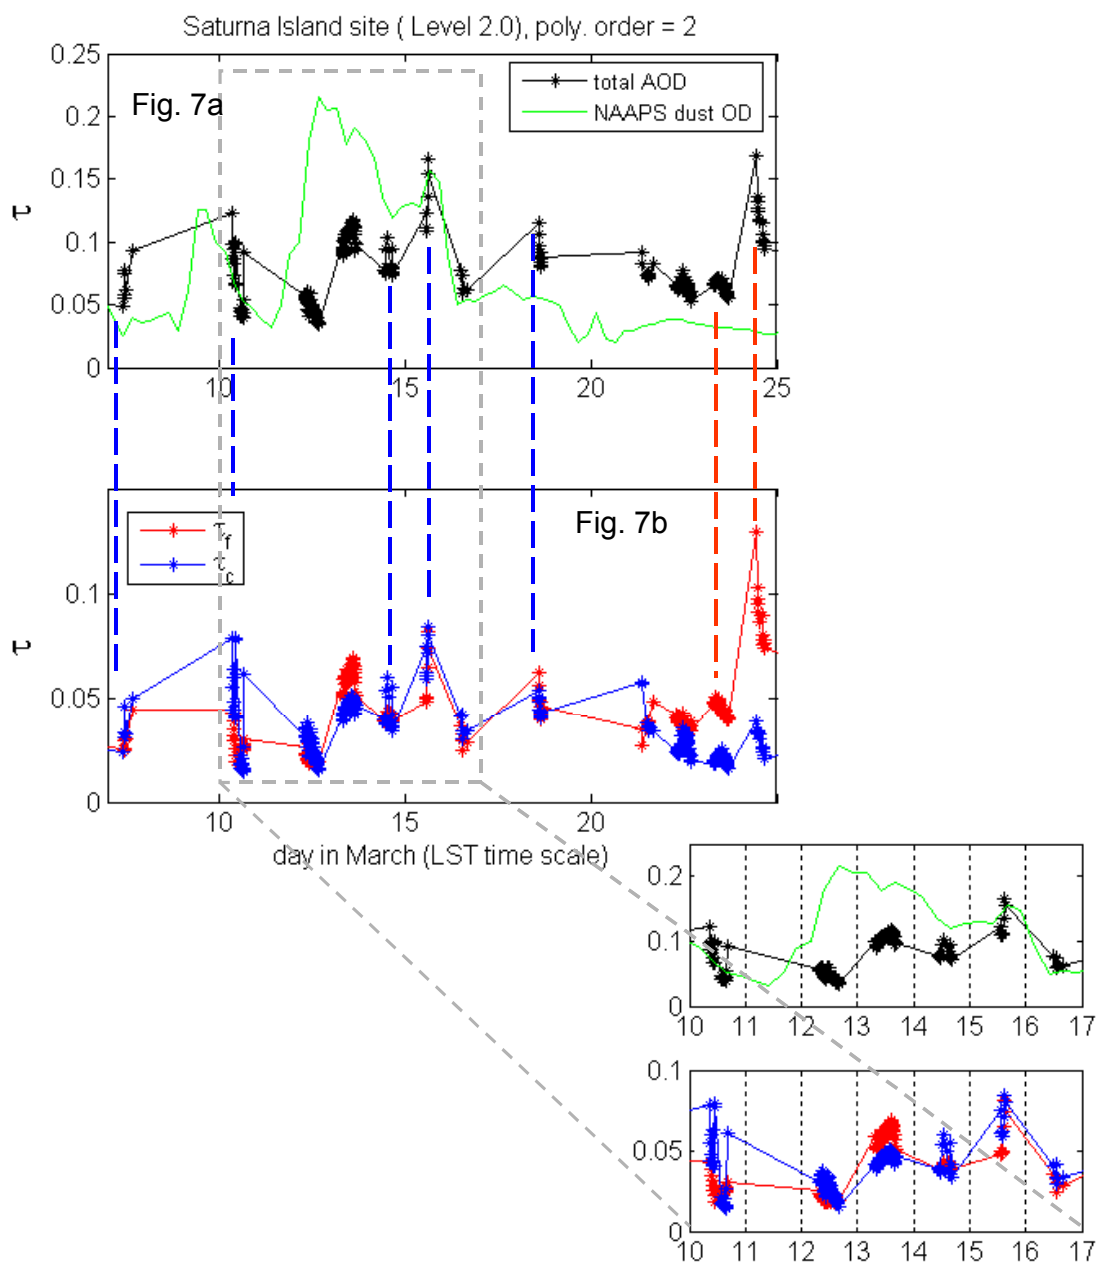 Saturna Island site ( Level 2.0), poly. order = 2
0.25
0.2
0.15
0.1
0.05
0
τ
Fig. 7a
total AOD
NAAPS dust OD
10 15 20 25
Fig. 7b
τf
τc
0.1
0.05
0
τ
10 15 20
day in March (LST time scale)
0.2
0.1
0
10 11 12 13 14 15 16 17
0.1
0.05
0
10 11 12 13 14 15 16 17